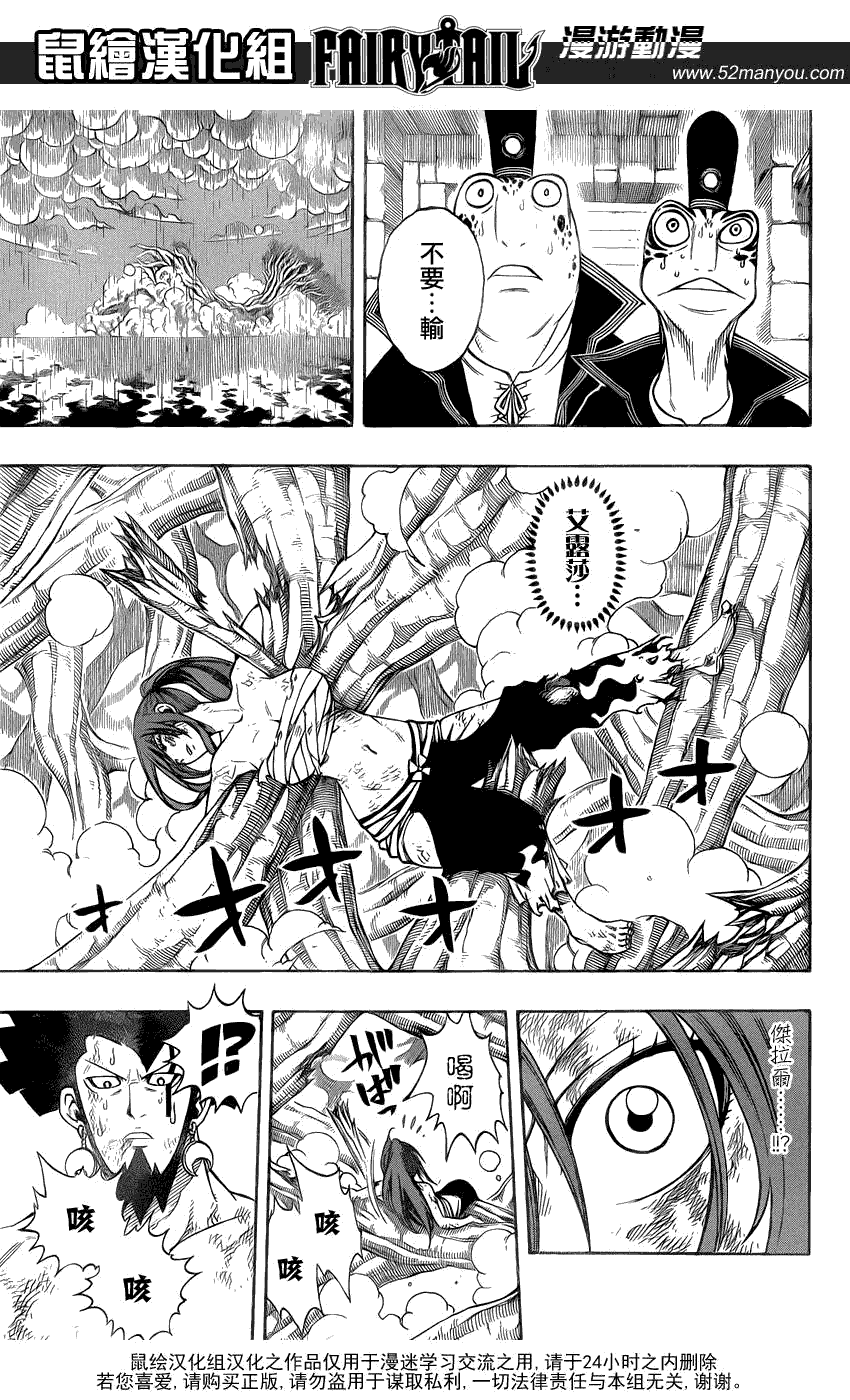 鼠繪漢化組
FAIRY TAIL
漫游動漫
www.52manyou.com
不要…輸
艾露莎…
傑拉爾……!!?
喝啊
がばっ
咳
咳
!?
咳
咳
鼠绘汉化组汉化之作品仅用于漫迷学习交流之用, 请于24小时之内删除
若您喜爱, 请购买正版, 请勿盗用于谋取私利, 一切法律责任与本组无关, 谢谢。